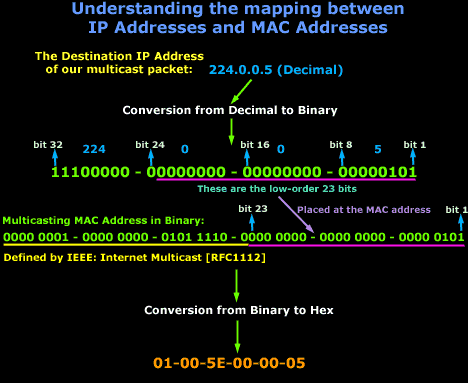 Understanding the mapping between
IP Addresses and MAC Addresses
The Destination IP Address
of our multicast packet: 224.0.0.5 (Decimal)
Conversion from Decimal to Binary
bit 32 224 bit 24 0 bit 16 0 bit 8 5 bit 1
11100000 - 00000000 - 00000000 - 00000101
These are the low-order 23 bits
bit 23 Placed at the MAC address bit 1
Multicasting MAC Address in Binary:
0000 0001 - 0000 0000 - 0101 1110 - 0000 0000 - 0000 0000 - 0000 0101
Defined by IEEE: Internet Multicast [RFC1112]
Conversion from Binary to Hex
01-00-5E-00-00-05